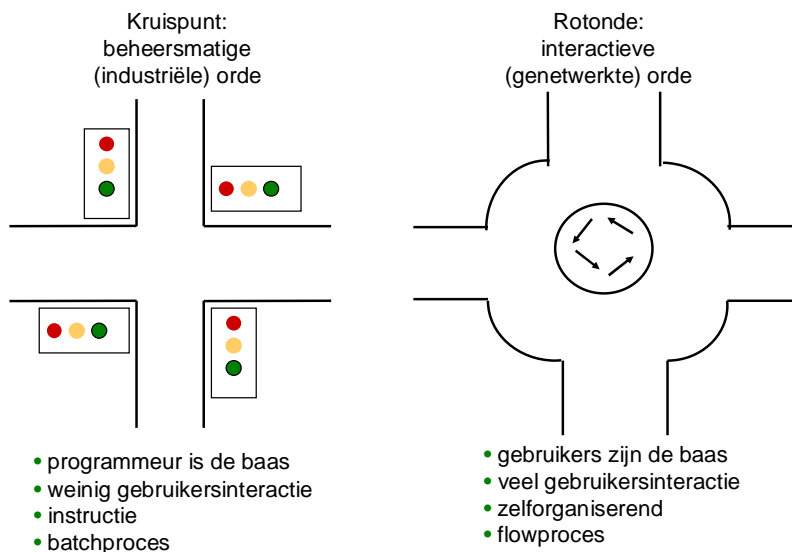 Kruispunt:
beheersmatige
(industriële) orde
• programmeur is de baas
• weinig gebruikersinteractie
• instructie
• batchproces
Rotonde:
interactieve
(genetwerkte) orde
• gebruikers zijn de baas
• veel gebruikersinteractie
• zelforganiserend
• flowproces